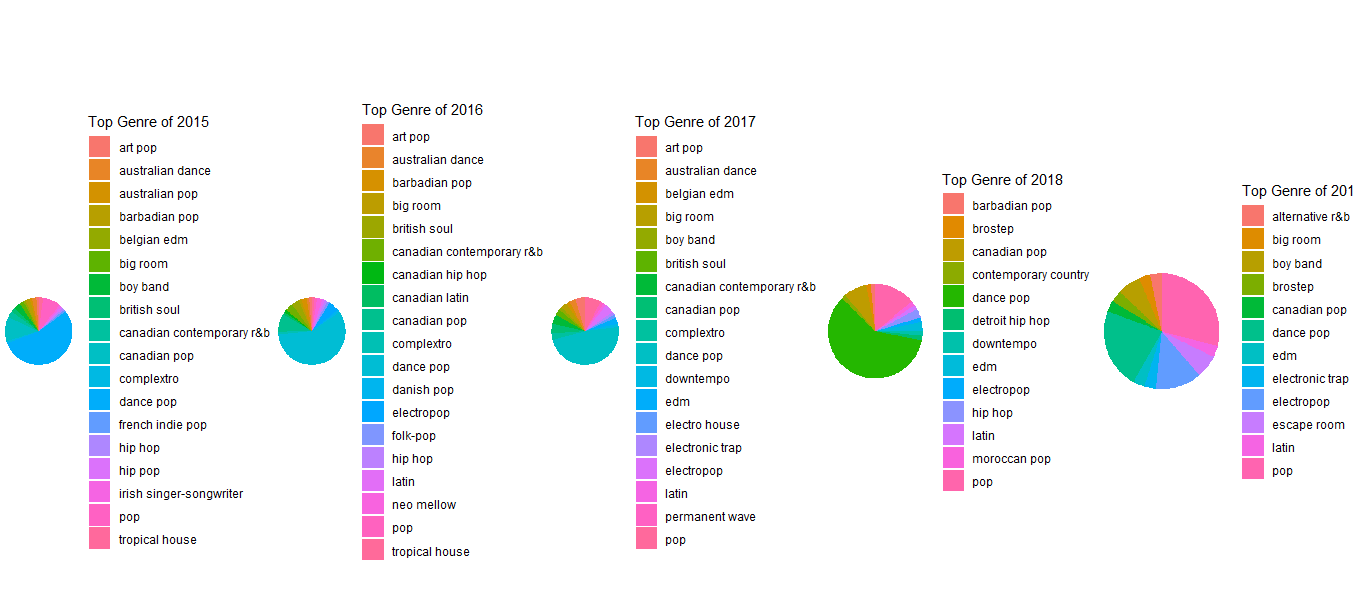 Top Genre of 2015
art pop
australian dance
australian pop
barbadian pop
belgian edm
big room
boy band
british soul
canadian contemporary r&b
canadian pop
complextro
dance pop
french indie pop
hip hop
hip pop
irish singer-songwriter
pop
tropical house
Top Genre of 2016
art pop
australian dance
barbadian pop
big room
british soul
canadian contemporary r&b
canadian hip hop
canadian latin
canadian pop
complextro
dance pop
danish pop
electropop
folk-pop
hip hop
latin
neo mellow
pop
tropical house
Top Genre of 2017
art pop
australian dance
belgian edm
big room
boy band
british soul
canadian contemporary r&b
canadian pop
complextro
dance pop
downtempo
edm
electro house
electronic trap
electropop
latin
permanent wave
pop
Top Genre of 2018
barbadian pop
brostep
canadian pop
contemporary country
dance pop
detroit hip hop
downtempo
edm
electropop
hip hop
latin
moroccan pop
pop
Top Genre of 201
alternative r&b
big room
boy band
brostep
canadian pop
dance pop
edm
electronic trap
electropop
escape room
latin
pop